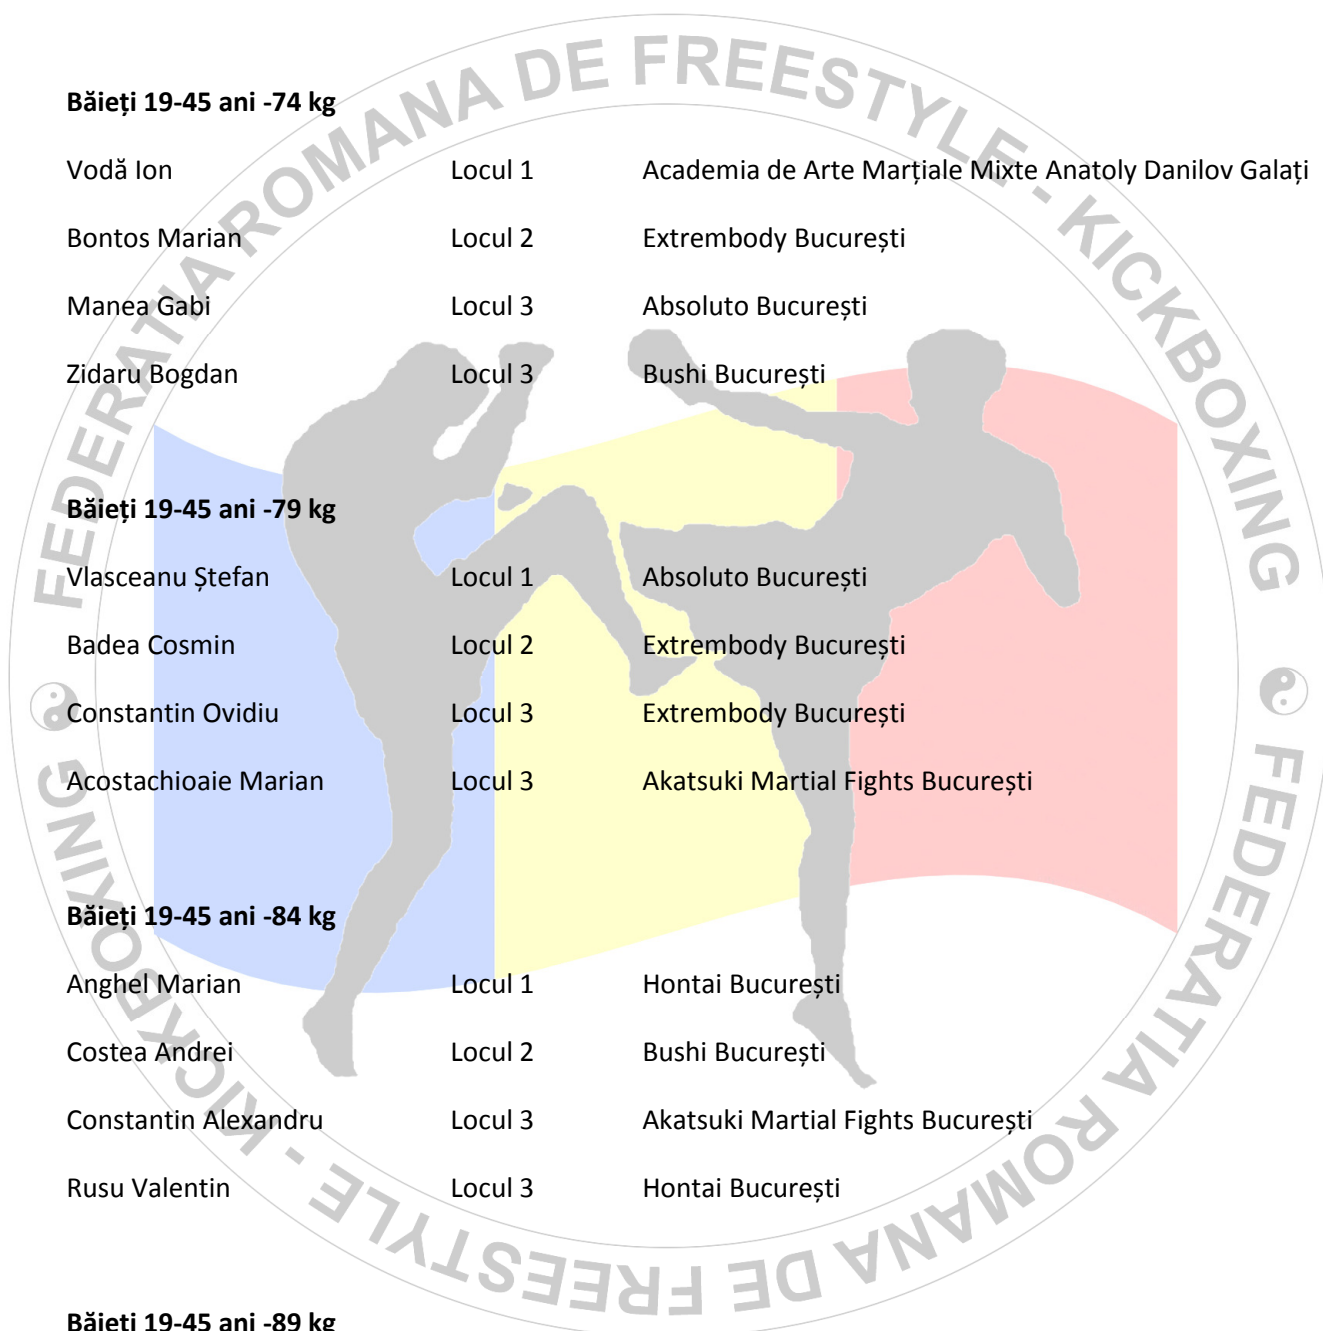 FEDERATIA ROMANA DE FREESTYLE - KICKBOXING
Băieți 19-45 ani -74 kg
Vodă Ion Locul 1 Academia de Arte Marțiale Mixte Anatoly Danilov Galați
Bontos Marian Locul 2 Extrembody București
Manea Gabi Locul 3 Absoluto București
Zidaru Bogdan Locul 3 Bushi București
Băieți 19-45 ani -79 kg
Vlasceanu Ștefan Locul 1 Absoluto București
Badea Cosmin Locul 2 Extrembody București
Constantin Ovidiu Locul 3 Extrembody București
Acostachioaie Marian Locul 3 Akatsuki Martial Fights București
Băieți 19-45 ani -84 kg
Anghel Marian Locul 1 Hontai București
Costea Andrei Locul 2 Bushi București
Constantin Alexandru Locul 3 Akatsuki Martial Fights București
Rusu Valentin Locul 3 Hontai București
Băieți 19-45 ani -89 kg
FEDERATIA ROMANA DE FREESTYLE - KICKBOXING